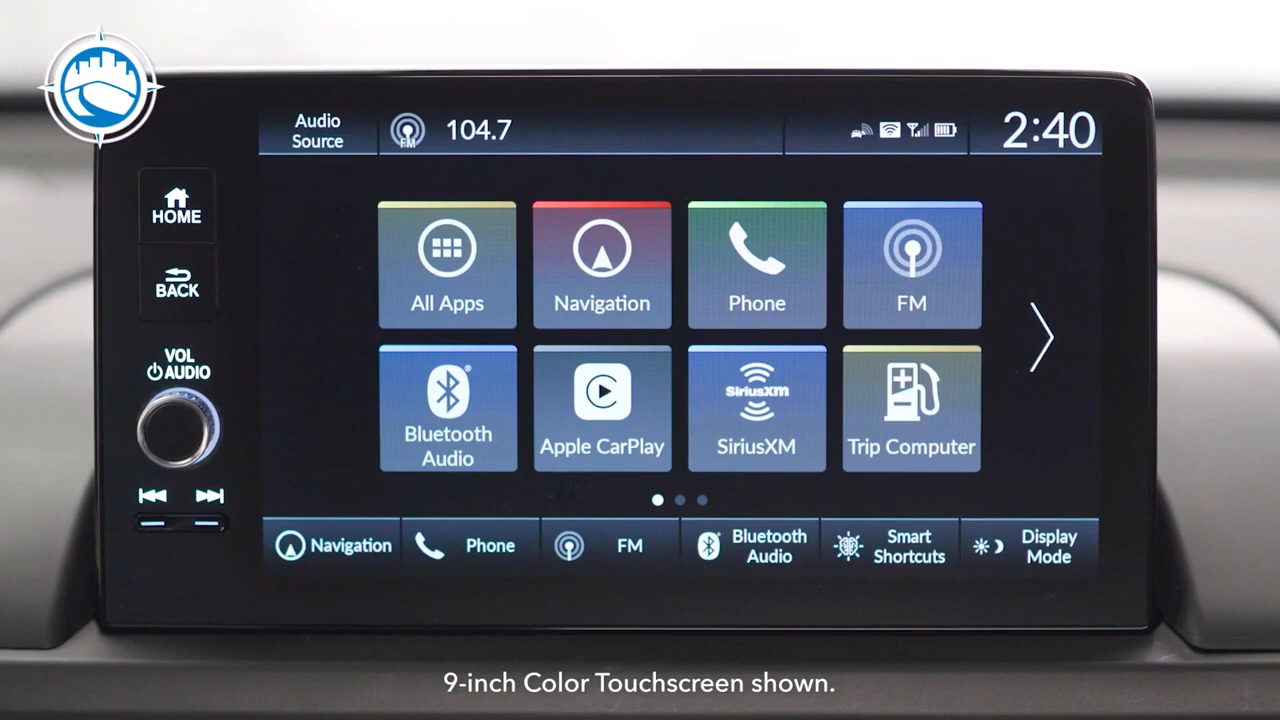 Audio
Source
FM
104.7
2:40
HOME
BACK
VOL
AUDIO
All Apps
Navigation
Phone
FM
Bluetooth
Audio
Apple CarPlay
SiriusXM
SiriusXM
Trip Computer
Navigation
Phone
FM
Bluetooth
Audio
Smart
Shortcuts
Display
Mode
9-inch Color Touchscreen shown.